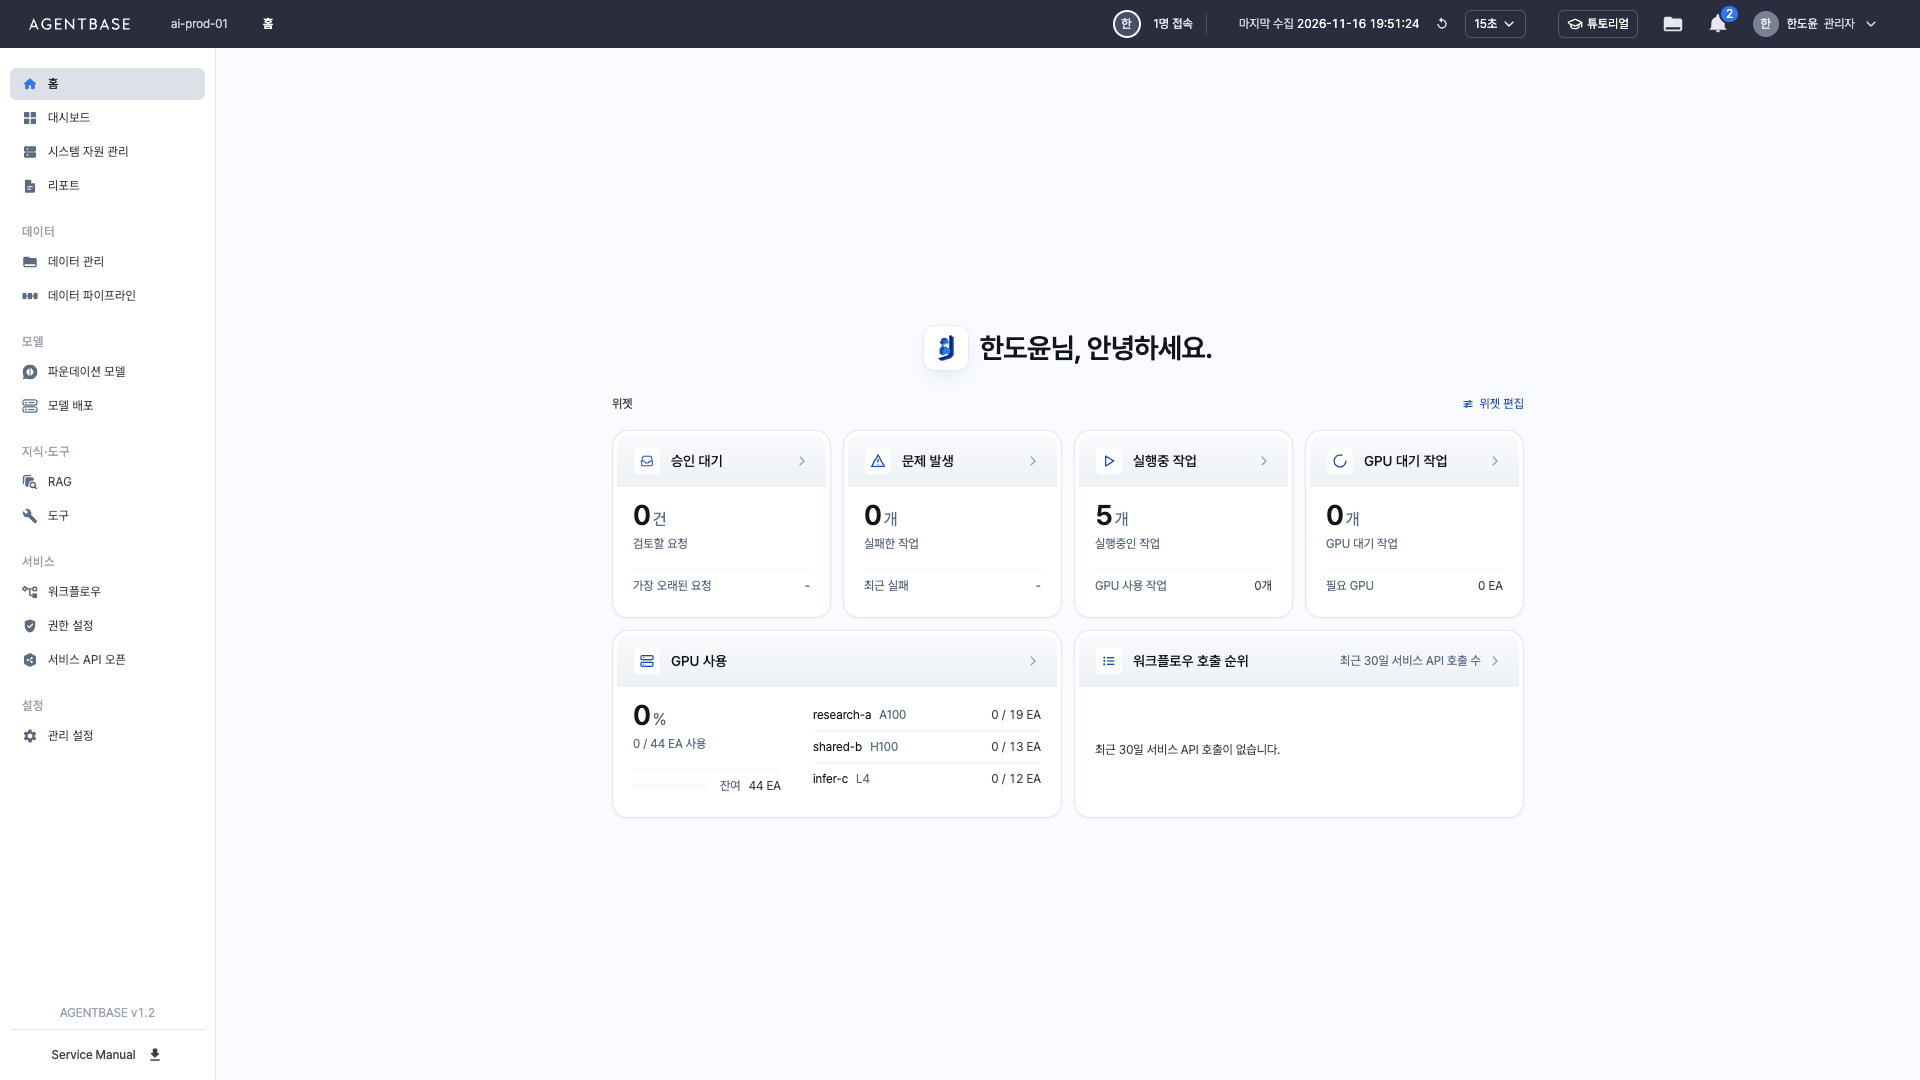 AGENTBASE ai-prod-01 홈 한 1명 접속 마지막 수집 2026-11-16 19:51:24 15초 튜토리얼 2 한 한도윤 관리자
홈
대시보드
시스템 자원 관리
리포트
데이터
데이터 관리
데이터 파이프라인
모델
파운데이션 모델
모델 배포
지식·도구
RAG
도구
서비스
워크플로우
권한 설정
서비스 API 오픈
설정
관리 설정
AGENTBASE v1.2
Service Manual
한도윤님, 안녕하세요.
위젯 위젯 편집
승인 대기
0건
검토할 요청
가장 오래된 요청 -
문제 발생
0개
실패한 작업
최근 실패 -
실행중 작업
5개
실행중인 작업
GPU 사용 작업 0개
GPU 대기 작업
0개
GPU 대기 작업
필요 GPU 0 EA
GPU 사용
0%
0 / 44 EA 사용
잔여 44 EA
research-a A100 0 / 19 EA
shared-b H100 0 / 13 EA
infer-c L4 0 / 12 EA
워크플로우 호출 순위 최근 30일 서비스 API 호출 수
최근 30일 서비스 API 호출이 없습니다.